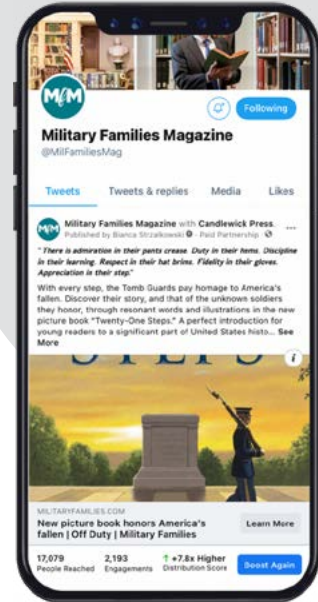 MFM
Following
Military Families Magazine
@MilFamiliesMag
Tweets Tweets & replies Media Likes
Military Families Magazine with Candlewick Press.
Published by Bianca Strzalkowski · Paid Partnership ·
"There is admiration in their pants crease. Duty in their hems. Discipline
in their learning. Respect in their hat brims. Fidelity in their gloves.
Appreciation in their step."
With every step, the Tomb Guards pay homage to America's
fallen. Discover their story, and that of the unknown soldiers
they honor, through resonant words and illustrations in the new
picture book "Twenty-One Steps." A perfect introduction for
young readers to a significant part of United States histo... See
More
STEPS
i
MILITARYFAMILIES.COM
New picture book honors America's
fallen | Off Duty | Military Families
Learn More
17,079 2,193 ↑ +7.8x Higher
People Reached Engagements Distribution Score
Boost Again